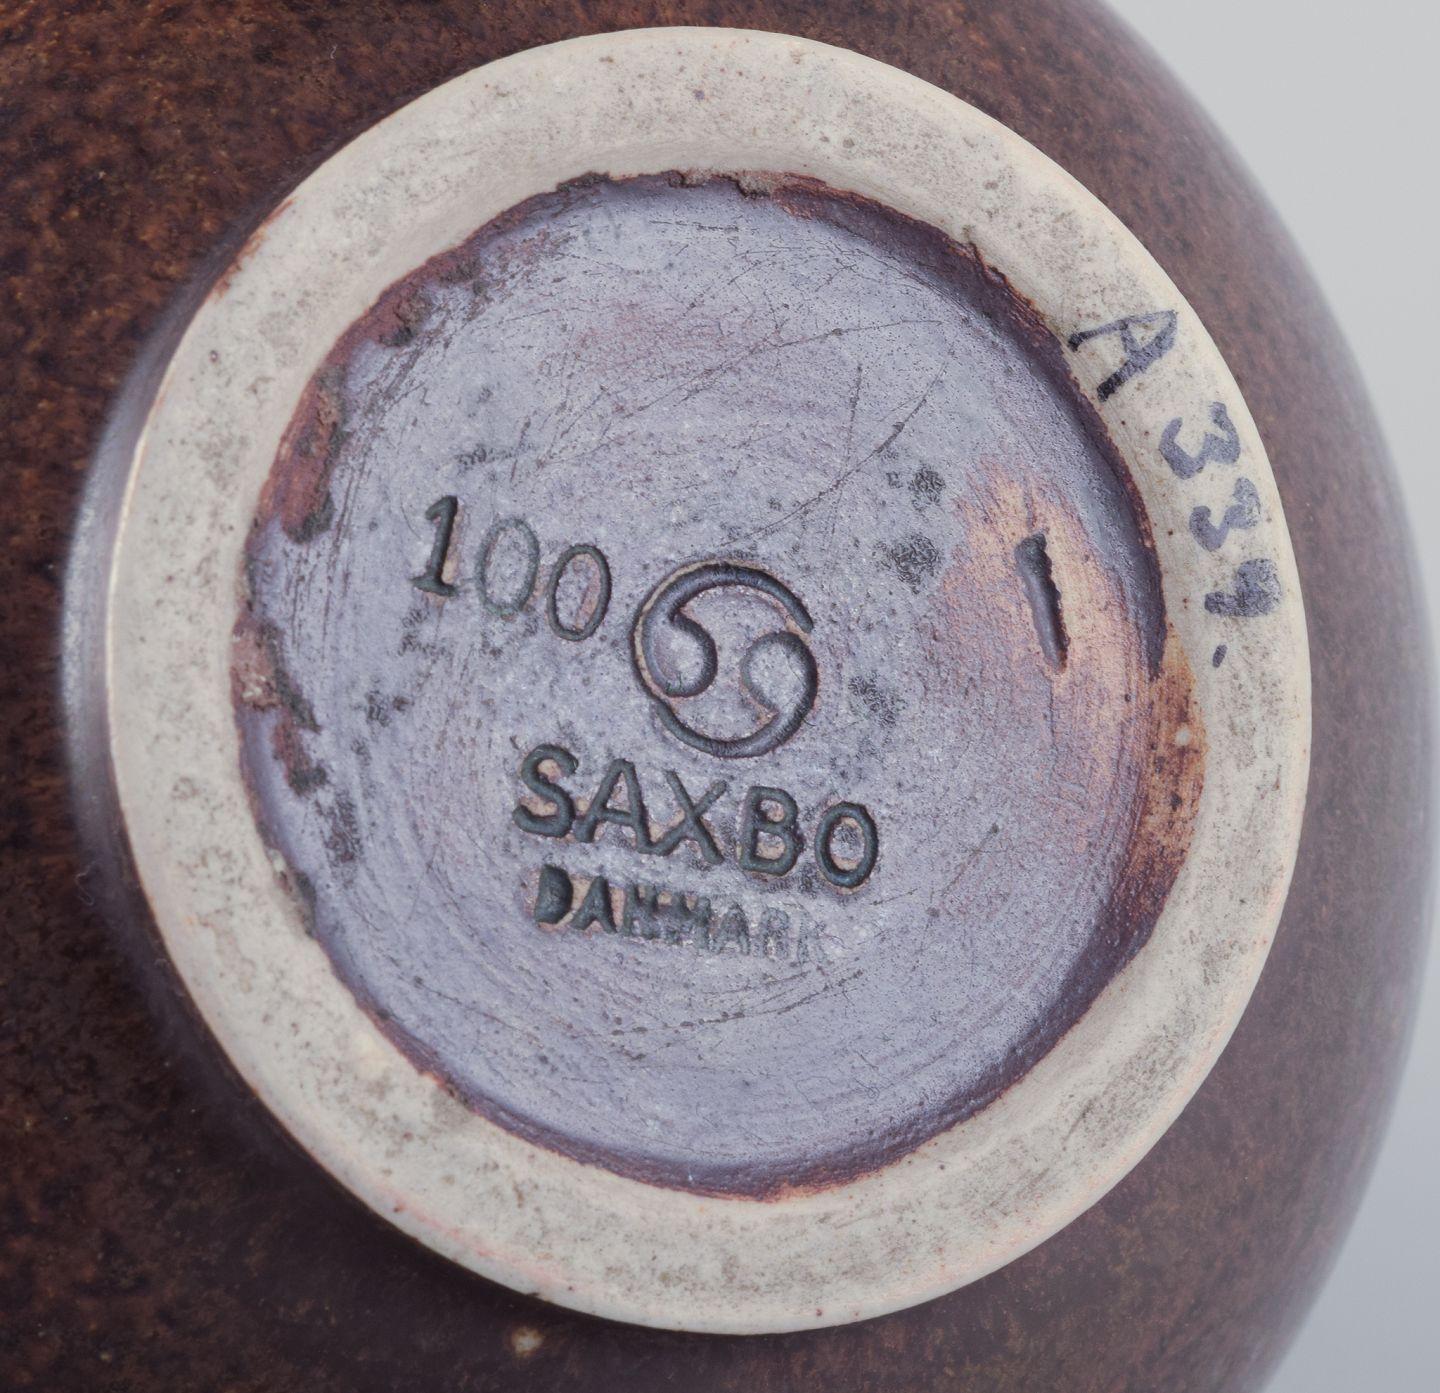 100
SAXBO
DANMARK
A 339.